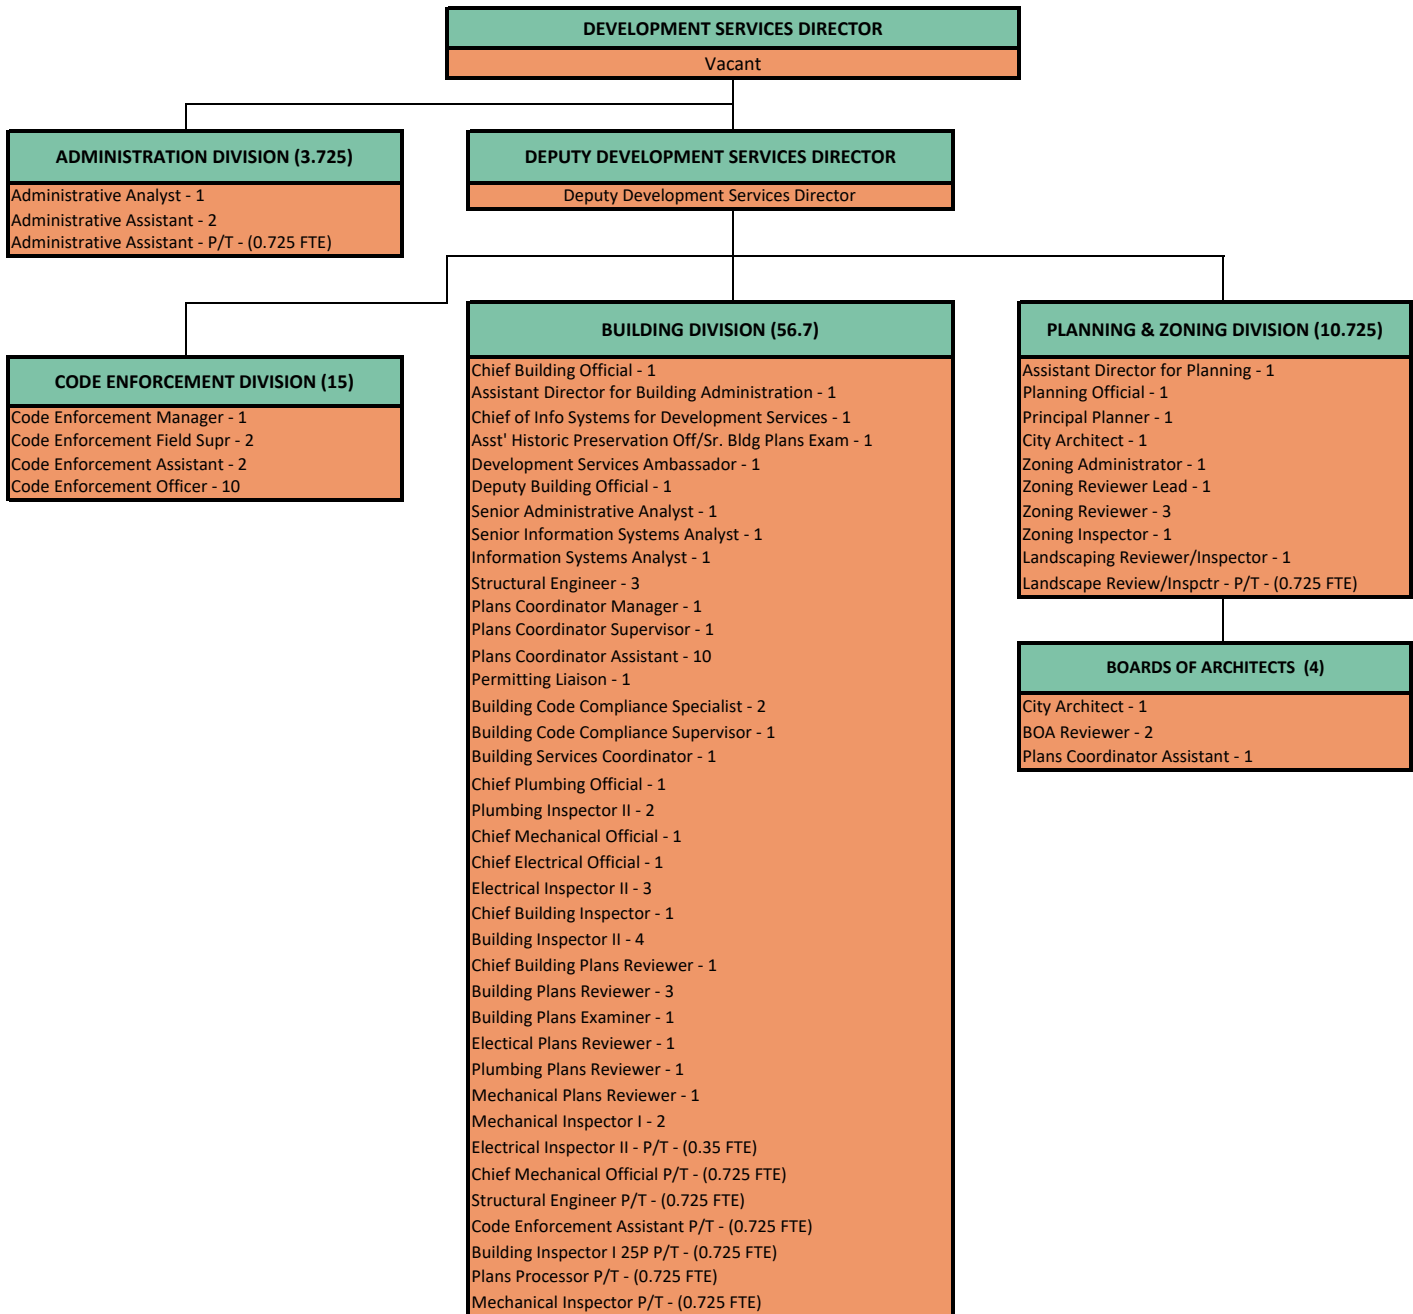 DEVELOPMENT SERVICES DIRECTOR
Vacant
ADMINISTRATION DIVISION (3.725)
Administrative Analyst - 1
Administrative Assistant - 2
Administrative Assistant - P/T - (0.725 FTE)
DEPUTY DEVELOPMENT SERVICES DIRECTOR
Deputy Development Services Director
CODE ENFORCEMENT DIVISION (15)
Code Enforcement Manager - 1
Code Enforcement Field Supr - 2
Code Enforcement Assistant - 2
Code Enforcement Officer - 10
BUILDING DIVISION (56.7)
Chief Building Official - 1
Assistant Director for Building Administration - 1
Chief of Info Systems for Development Services - 1
Asst' Historic Preservation Off/Sr. Bldg Plans Exam - 1
Development Services Ambassador - 1
Deputy Building Official - 1
Senior Administrative Analyst - 1
Senior Information Systems Analyst - 1
Information Systems Analyst - 1
Structural Engineer - 3
Plans Coordinator Manager - 1
Plans Coordinator Supervisor - 1
Plans Coordinator Assistant - 10
Permitting Liaison - 1
Building Code Compliance Specialist - 2
Building Code Compliance Supervisor - 1
Building Services Coordinator - 1
Chief Plumbing Official - 1
Plumbing Inspector II - 2
Chief Mechanical Official - 1
Chief Electrical Official - 1
Electrical Inspector II - 3
Chief Building Inspector - 1
Building Inspector II - 4
Chief Building Plans Reviewer - 1
Building Plans Reviewer - 3
Building Plans Examiner - 1
Electical Plans Reviewer - 1
Plumbing Plans Reviewer - 1
Mechanical Plans Reviewer - 1
Mechanical Inspector I - 2
Electrical Inspector II - P/T - (0.35 FTE)
Chief Mechanical Official P/T - (0.725 FTE)
Structural Engineer P/T - (0.725 FTE)
Code Enforcement Assistant P/T - (0.725 FTE)
Building Inspector I 25P P/T - (0.725 FTE)
Plans Processor P/T - (0.725 FTE)
Mechanical Inspector P/T - (0.725 FTE)
PLANNING & ZONING DIVISION (10.725)
Assistant Director for Planning - 1
Planning Official - 1
Principal Planner - 1
City Architect - 1
Zoning Administrator - 1
Zoning Reviewer Lead - 1
Zoning Reviewer - 3
Zoning Inspector - 1
Landscaping Reviewer/Inspector - 1
Landscape Review/Inspctr - P/T - (0.725 FTE)
BOARDS OF ARCHITECTS (4)
City Architect - 1
BOA Reviewer - 2
Plans Coordinator Assistant - 1